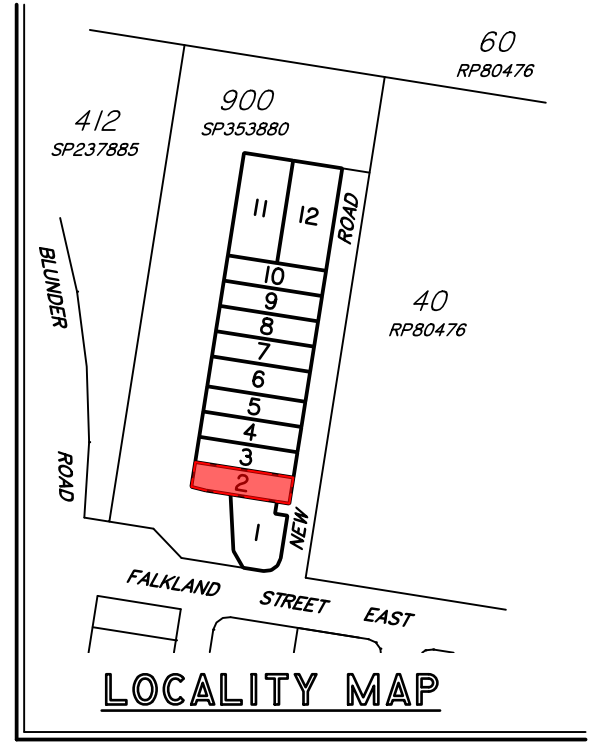 60
RP80476
900
SP353880
412
SP237885
11
12
ROAD
10
9
BLUNDER
40
RP80476
8
7
6
5
4
3
ROAD
2
1
NEW
FALKLAND STREET EAST
LOCALITY MAP